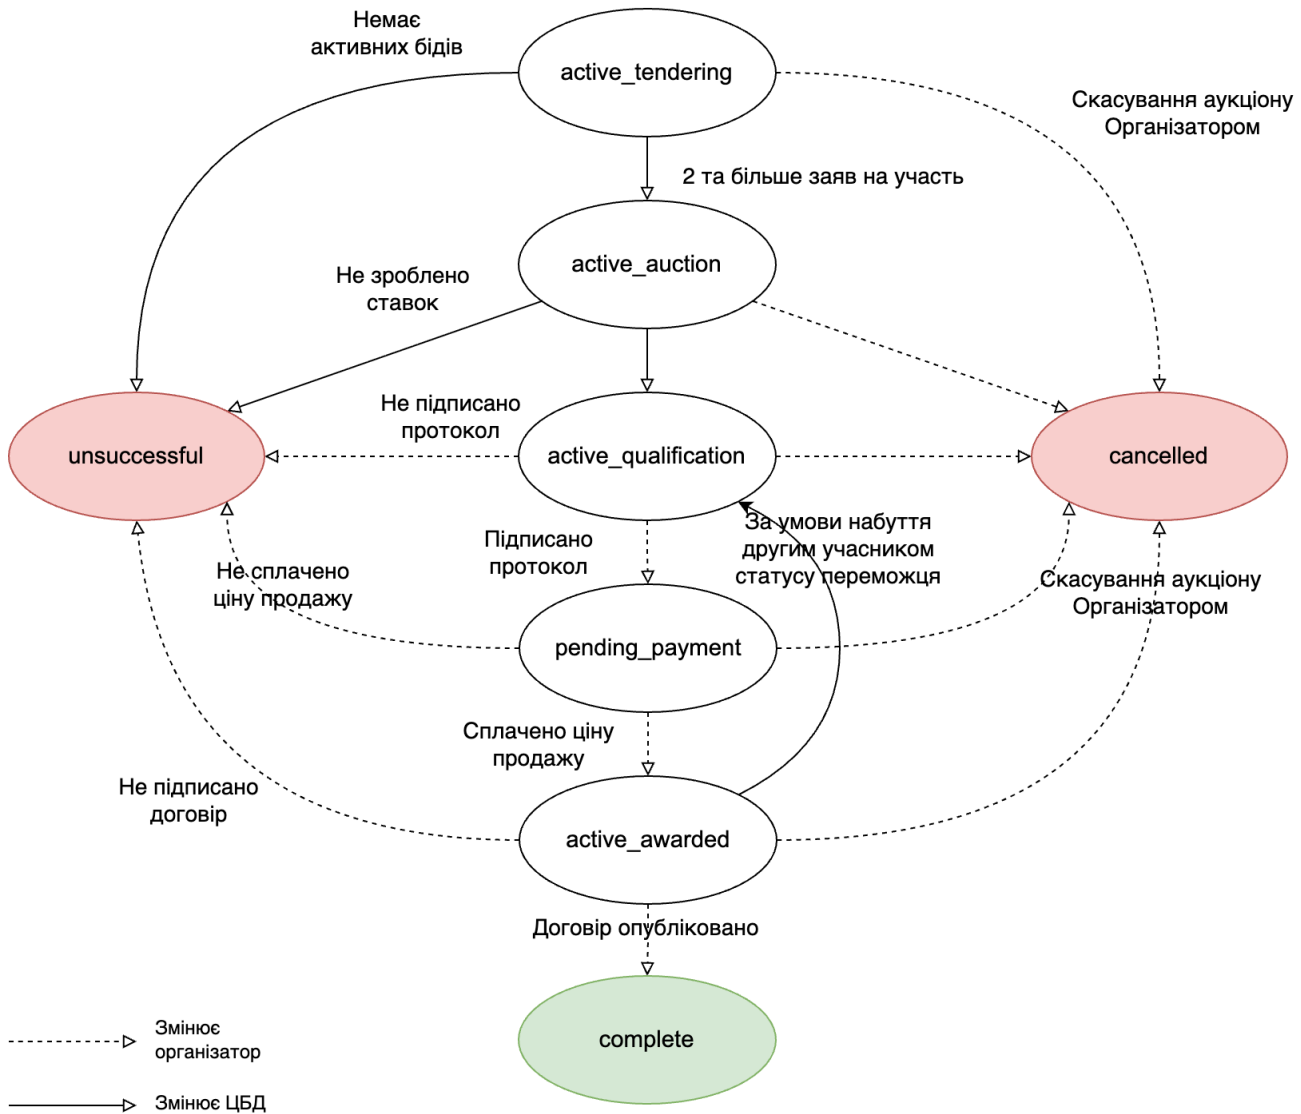 Немає
активних бідів
active_tendering
Скасування аукціону
Організатором
2 та більше заяв на участь
active_auction
Не зроблено
ставок
Не підписано
протокол
unsuccessful
active_qualification
cancelled
За умови набуття
другим учасником
статусу переможця
Підписано
протокол
Не сплачено
ціну продажу
Скасування аукціону
Організатором
pending_payment
Сплачено ціну
продажу
Не підписано
договір
active_awarded
Договір опубліковано
complete
Змінює
організатор
Змінює ЦБД